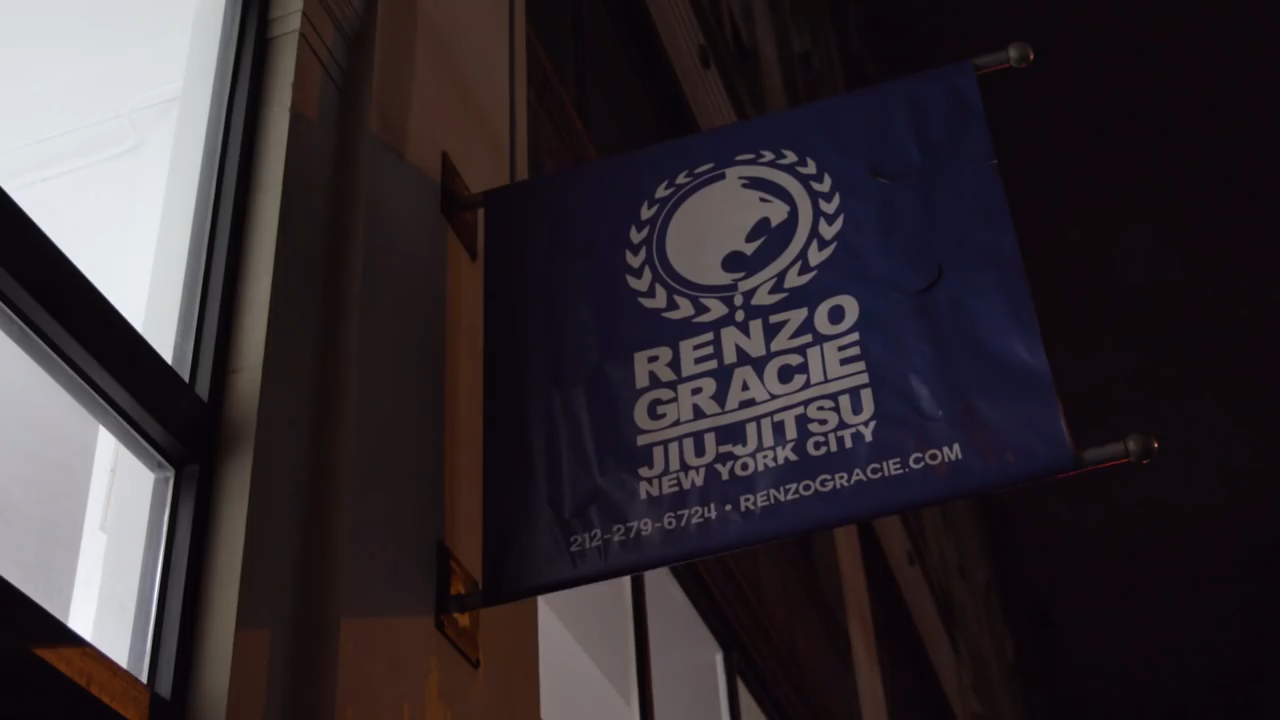 RENZO
GRACIE
JIU-JITSU
NEW YORK CITY
212-279-6724 • RENZOGRACIE.COM